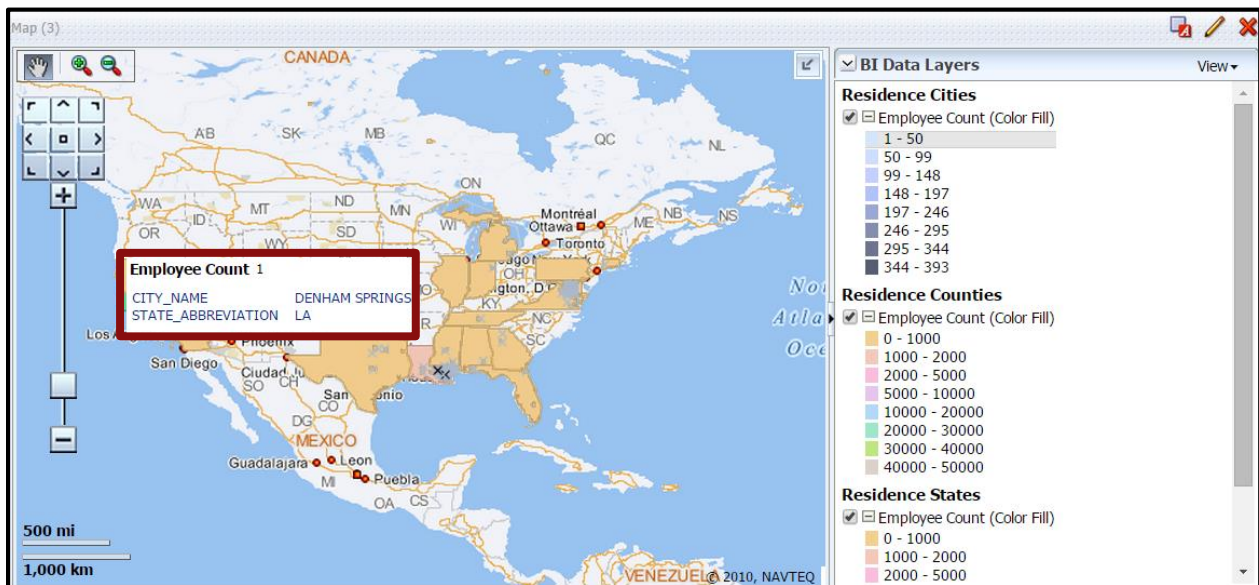 Map (3)
CANADA
AB
SK
MB
QC
NL
ON
WA
MT
ND
MN
ID
OR
SD
WY
WI
Montréal
Ottawa
Toronto
ME
NB
NS
OH
KY
NC
SC
Employee Count 1
CITY_NAME DENHAM SPRINGS
STATE_ABBREVIATION LA
Phoenix
San Diego
SO
CH
CO
DG
MEXICO
Guadalajara
Leon
MI
Puebla
OA
CS
500 mi
1,000 km
© 2010, NAVTEQ
BI Data Layers View
Residence Cities
Employee Count (Color Fill)
1 - 50
50 - 99
99 - 148
148 - 197
197 - 246
246 - 295
295 - 344
344 - 393
Residence Counties
Employee Count (Color Fill)
0 - 1000
1000 - 2000
2000 - 5000
5000 - 10000
10000 - 20000
20000 - 30000
30000 - 40000
40000 - 50000
Residence States
Employee Count (Color Fill)
0 - 1000
1000 - 2000
2000 - 5000